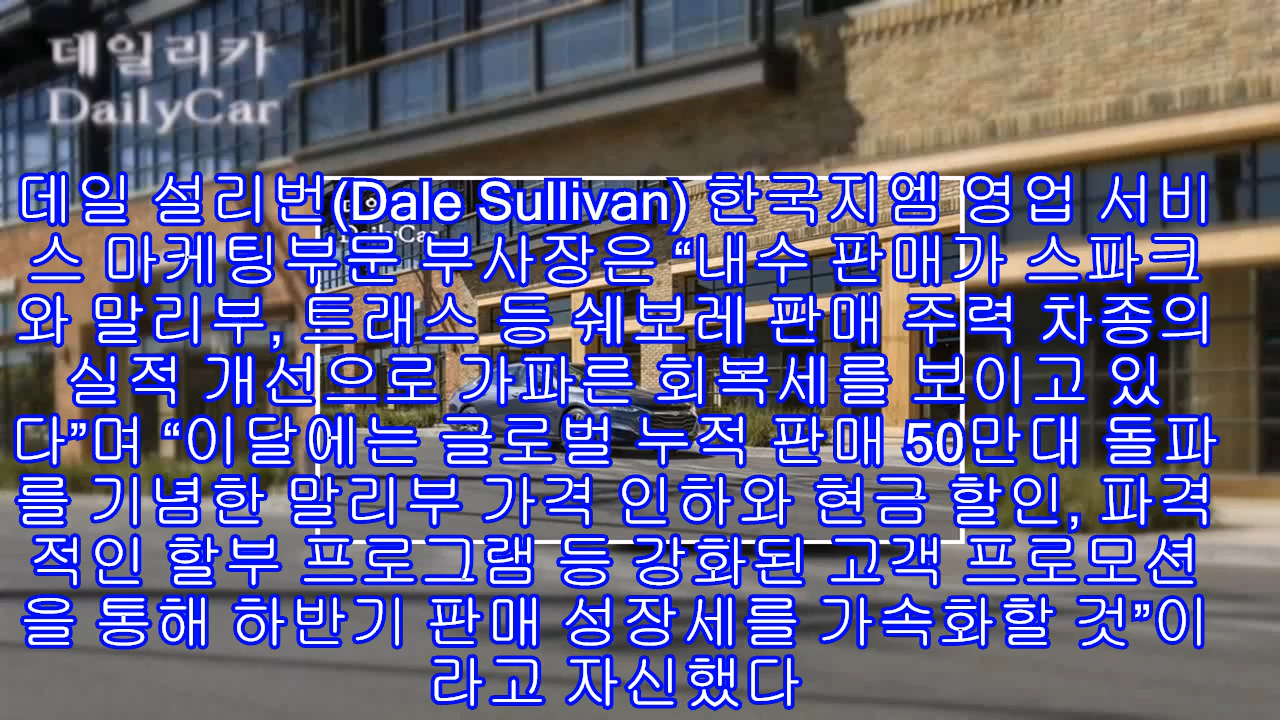 데일리카
DailyCar
데일 설리번(Dale Sullivan) 한국지엠 영업 서비
스 마케팅부문 부사장은 “내수 판매가 스파크
와 말리부, 트래스 등 쉐보레 판매 주력 차종의
실적 개선으로 가파른 회복세를 보이고 있
다”며 “이달에는 글로벌 누적 판매 50만대 돌파
를 기념한 말리부 가격 인하와 현금 할인, 파격
적인 할부 프로그램 등 강화된 고객 프로모션
을 통해 하반기 판매 성장세를 가속화할 것”이
라고 자신했다
DailyCar